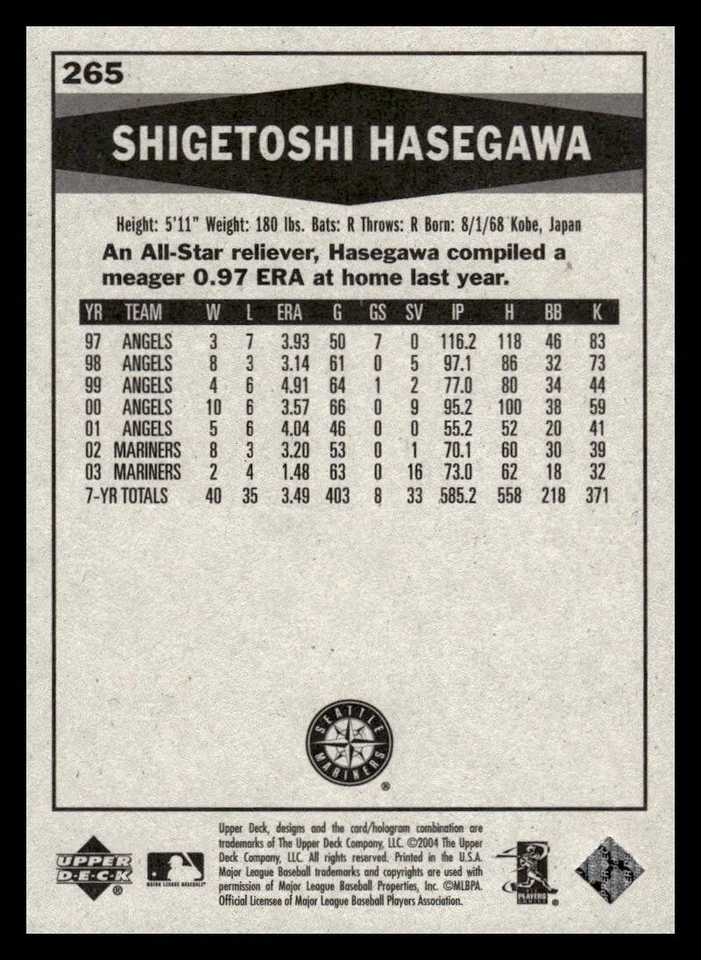 265
SHIGETOSHI HASEGAWA
Height: 5'11" Weight: 180 lbs. Bats: R Throws: R Born: 8/1/68 Kobe, Japan
An All-Star reliever, Hasegawa compiled a
meager 0.97 ERA at home last year.
YR TEAM W L ERA G GS SV IP H BB K
97 ANGELS 3 7 3.93 50 7 0 116.2 118 46 83
98 ANGELS 8 3 3.14 61 0 5 97.1 86 32 73
99 ANGELS 4 6 4.91 64 1 2 77.0 80 34 44
00 ANGELS 10 6 3.57 66 0 9 95.2 100 38 59
01 ANGELS 5 6 4.04 46 0 0 55.2 52 20 41
02 MARINERS 8 3 3.20 53 0 1 70.1 60 30 39
03 MARINERS 2 4 1.48 63 0 16 73.0 62 18 32
7-YR TOTALS 40 35 3.49 403 8 33 585.2 558 218 371
SEATTLE
MARINERS
®
Upper Deck, designs and the card/hologram combination are
trademarks of The Upper Deck Company, LLC. ©2004 The Upper
Deck Company, LLC. All rights reserved. Printed in the U.S.A.
Major League Baseball trademarks and copyrights are used with
permission of Major League Baseball Properties, Inc. ©MLBPA.
Official Licensee of Major League Baseball Players Association.
UPPER
DECK®
MAJOR LEAGUE BASEBALL®
PLAYERS
UPPER